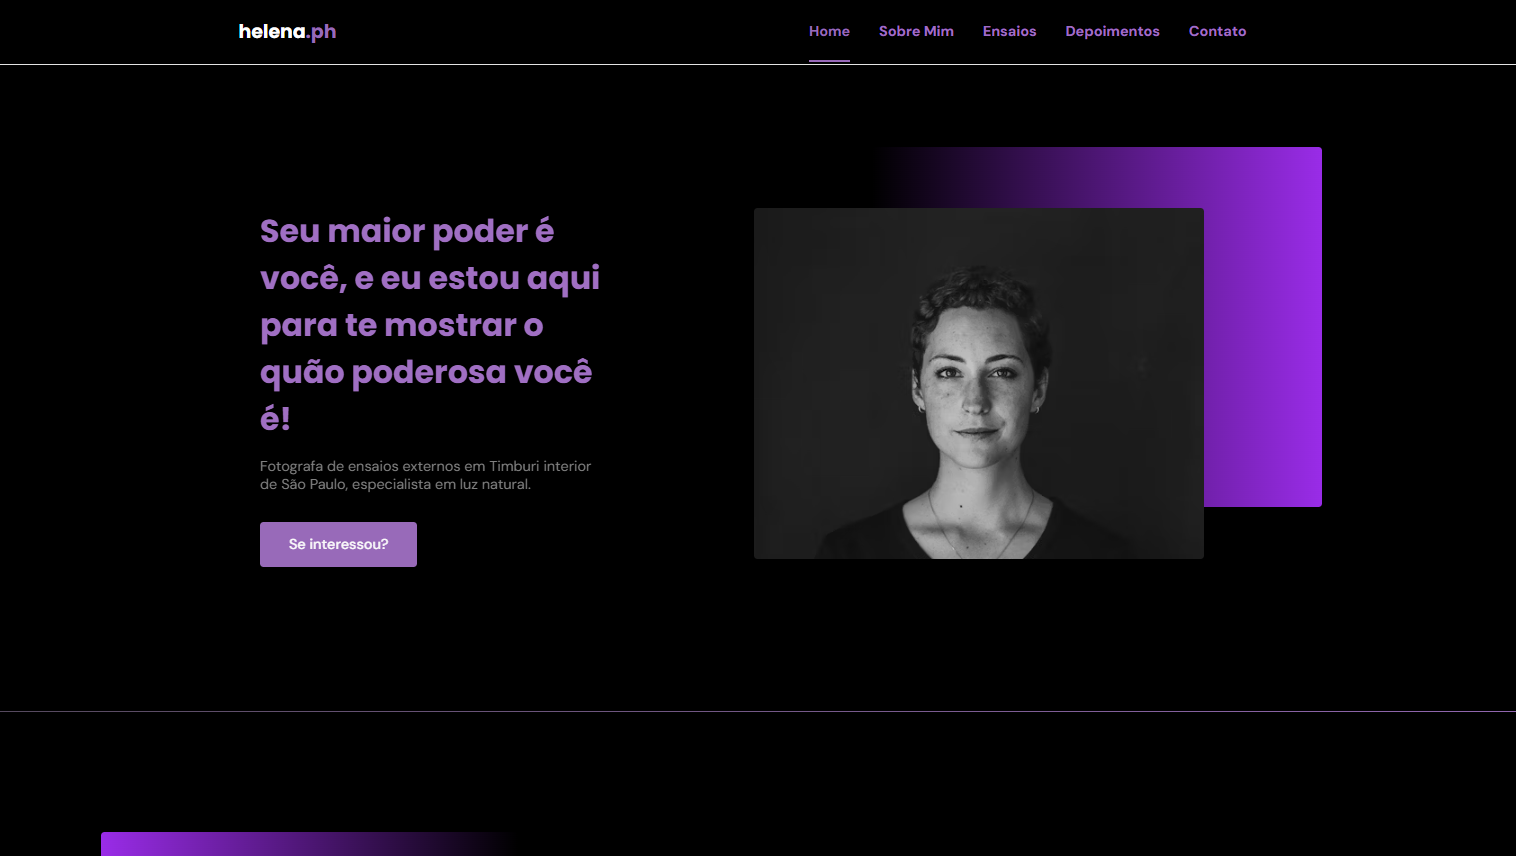 helena.ph
Home Sobre Mim Ensaios Depoimentos Contato
Seu maior poder é
você, e eu estou aqui
para te mostrar o
quão poderosa você
é!
Fotografa de ensaios externos em Timburi interior
de São Paulo, especialista em luz natural.
Se interessou?